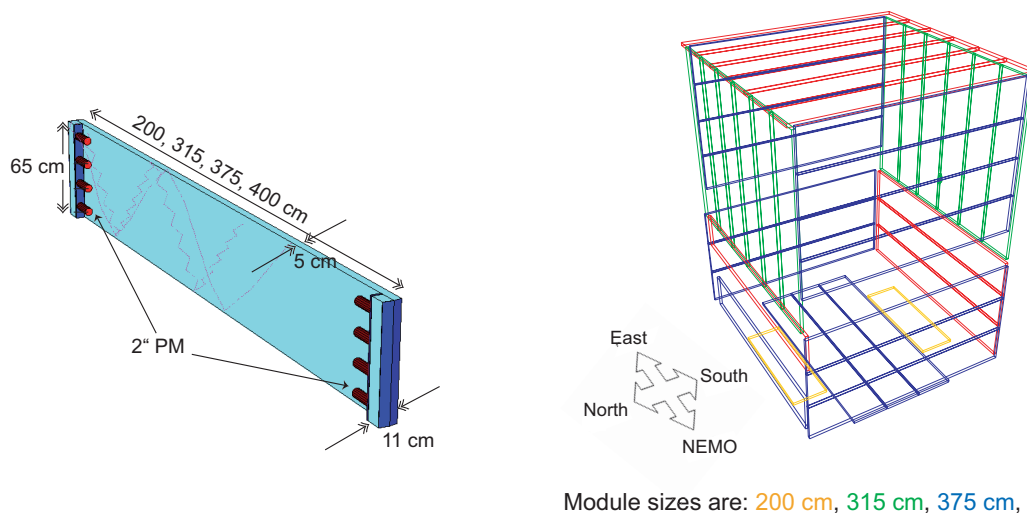 200, 315, 375, 400 cm
65 cm
5 cm
2“ PM
11 cm
East
South
North
NEMO
Module sizes are: 200 cm, 315 cm, 375 cm,